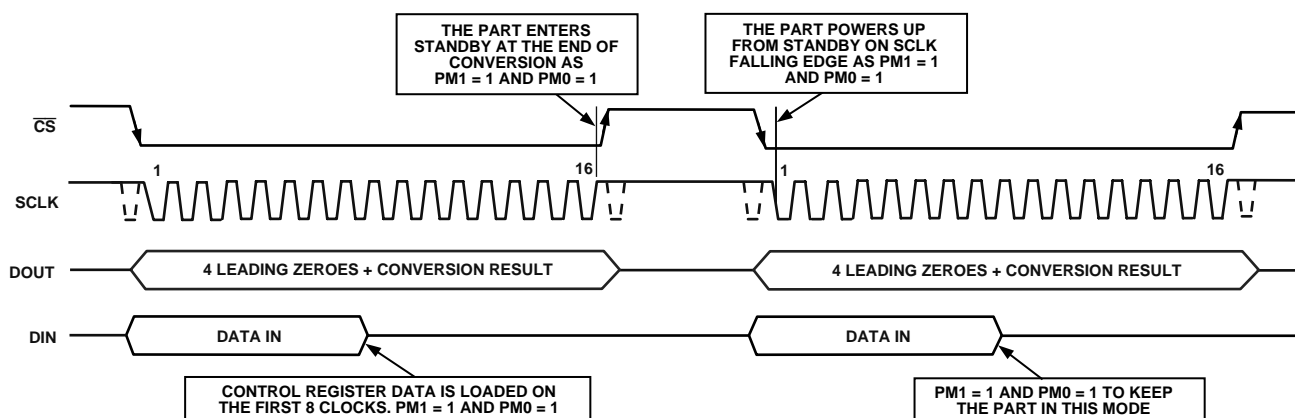 THE PART ENTERS
STANDBY AT THE END OF
CONVERSION AS
PM1 = 1 AND PM0 = 1
THE PART POWERS UP
FROM STANDBY ON SCLK
FALLING EDGE AS PM1 = 1
AND PM0 = 1
CS
1
16
1
16
SCLK
DOUT
4 LEADING ZEROES + CONVERSION RESULT
4 LEADING ZEROES + CONVERSION RESULT
DIN
DATA IN
DATA IN
CONTROL REGISTER DATA IS LOADED ON
THE FIRST 8 CLOCKS. PM1 = 1 AND PM0 = 1
PM1 = 1 AND PM0 = 1 TO KEEP
THE PART IN THIS MODE